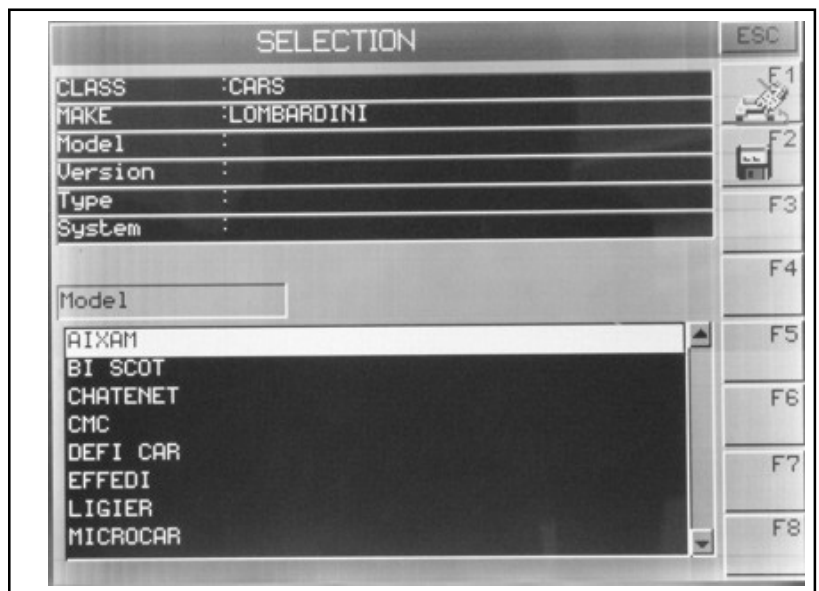 SELECTION
ESC
CLASS :CARS
MAKE :LOMBARDINI
Model :
Version :
Type :
System :
F1
F2
F3
F4
F5
F6
F7
F8
Model
AIXAM
BI SCOT
CHATENET
CMC
DEFI CAR
EFFEDI
LIGIER
MICROCAR